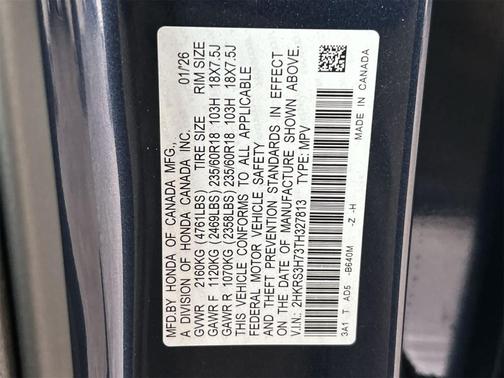 MFD.BY HONDA OF CANADA MFG.,
A DIVISION OF HONDA CANADA INC. 01/26
GVWR 2160KG (4761LBS) TIRE SIZE RIM SIZE
GAWR F 1120KG (2469LBS) 235/60R18 103H 18X7.5J
GAWR R 1070KG (2358LBS) 235/60R18 103H 18X7.5J
THIS VEHICLE CONFORMS TO ALL APPLICABLE
FEDERAL MOTOR VEHICLE SAFETY
AND THEFT PREVENTION STANDARDS IN EFFECT
ON THE DATE OF MANUFACTURE SHOWN ABOVE.
V.I.N.: 2HKRS3H73TH327813 TYPE: MPV
3A1 T AD5 -B640M -Z -H MADE IN CANADA